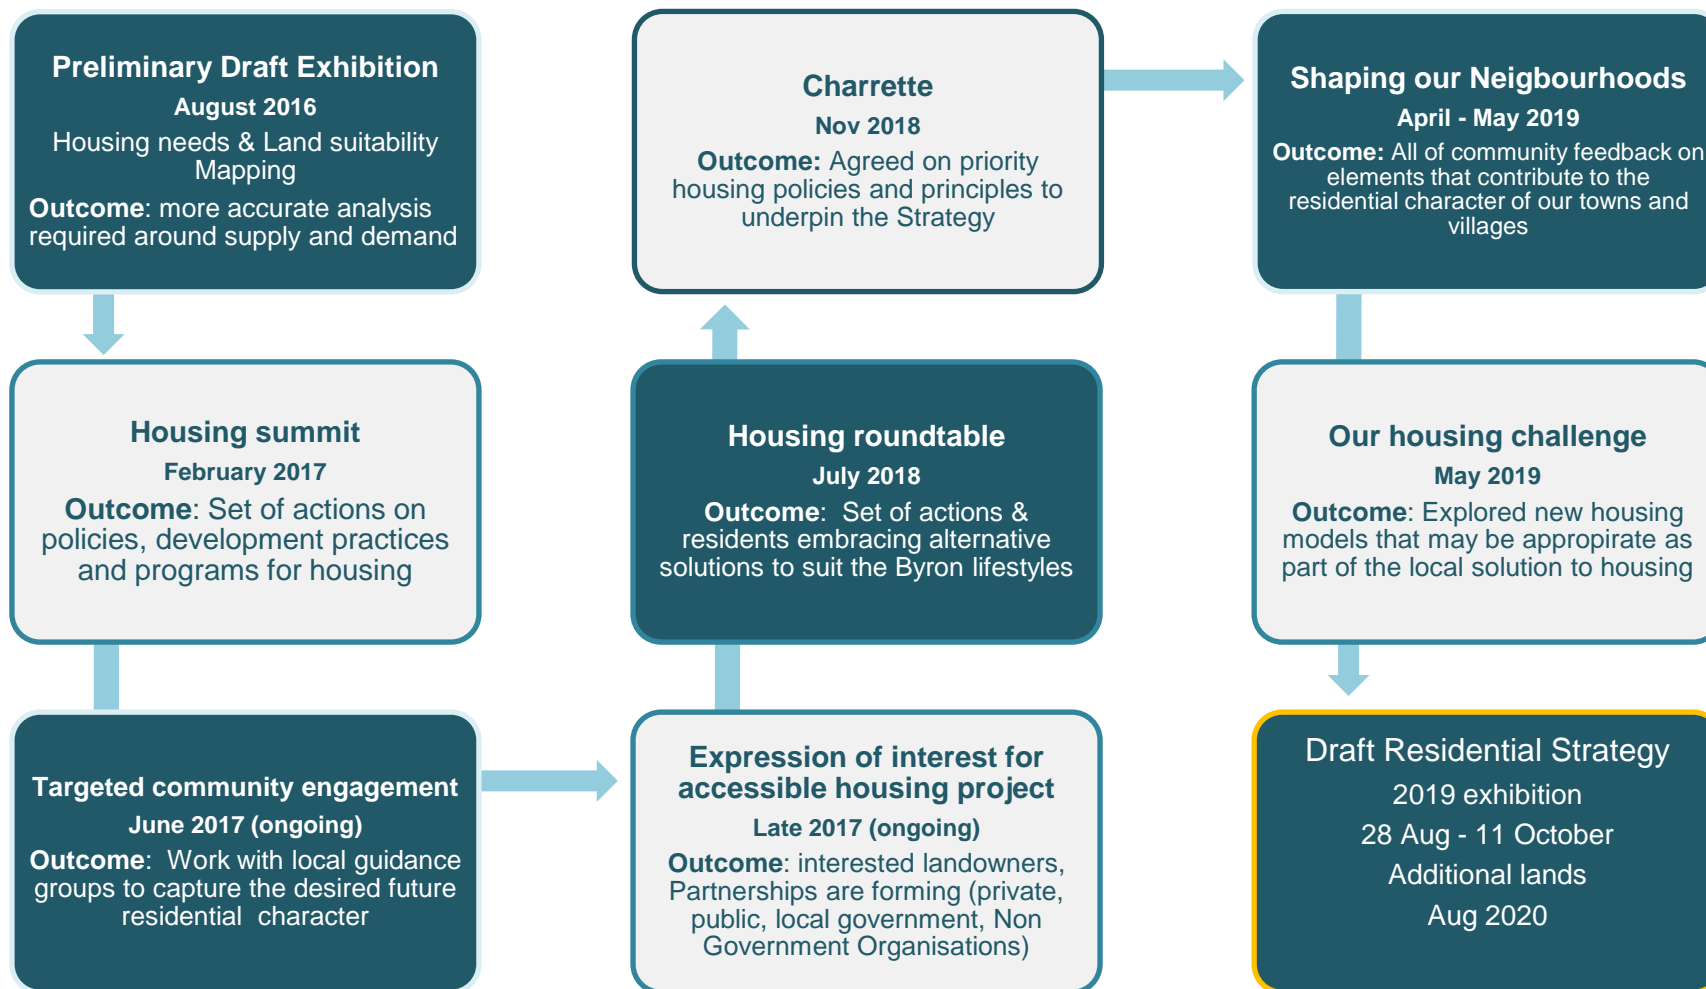 Preliminary Draft Exhibition
August 2016
Housing needs & Land suitability
Mapping
Outcome: more accurate analysis
required around supply and demand
Housing summit
February 2017
Outcome: Set of actions on
policies, development practices
and programs for housing
Targeted community engagement
June 2017 (ongoing)
Outcome: Work with local guidance
groups to capture the desired future
residential character
Expression of interest for
accessible housing project
Late 2017 (ongoing)
Outcome: interested landowners,
Partnerships are forming (private,
public, local government, Non
Government Organisations)
Housing roundtable
July 2018
Outcome: Set of actions &
residents embracing alternative
solutions to suit the Byron lifestyles
Charrette
Nov 2018
Outcome: Agreed on priority
housing policies and principles to
underpin the Strategy
Shaping our Neigbourhoods
April - May 2019
Outcome: All of community feedback on
elements that contribute to the
residential character of our towns and
villages
Our housing challenge
May 2019
Outcome: Explored new housing
models that may be appropirate as
part of the local solution to housing
Draft Residential Strategy
2019 exhibition
28 Aug - 11 October
Additional lands
Aug 2020